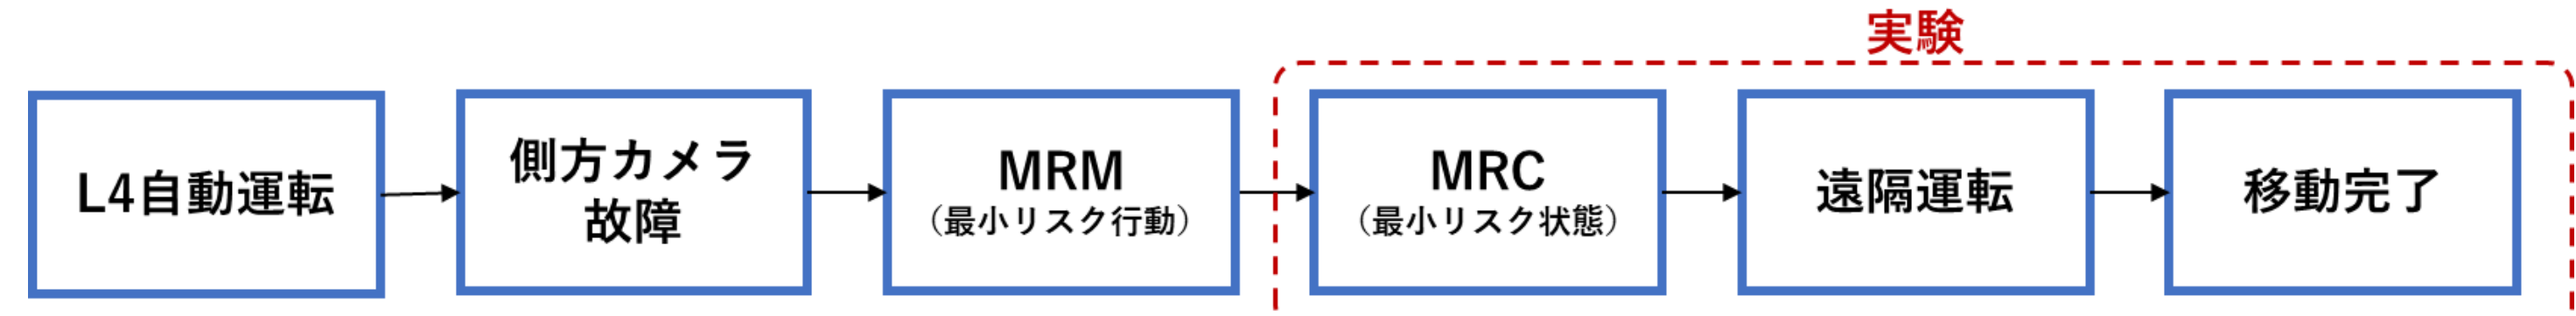 実験
L4自動運転
側方カメラ
故障
MRM
（最小リスク行動）
MRC
（最小リスク状態）
遠隔運転
移動完了